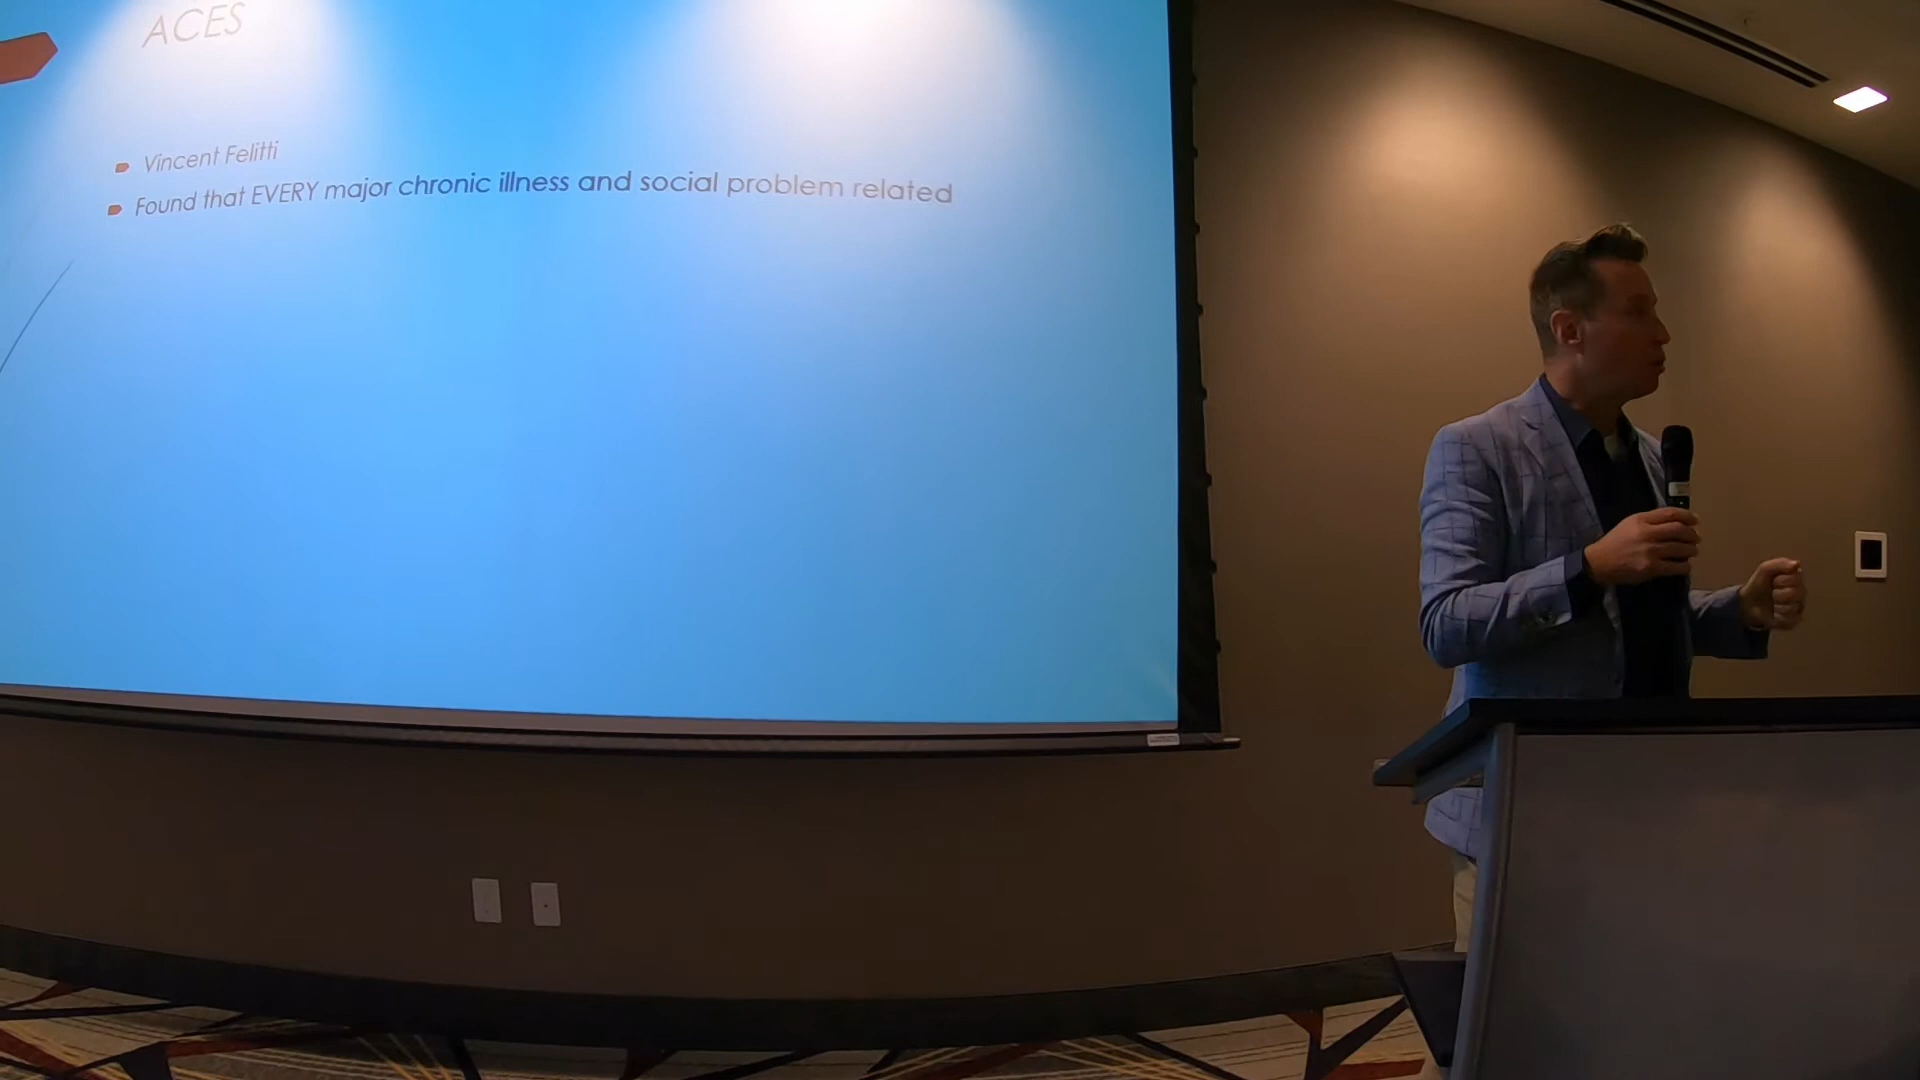 ACES
Vincent Felitti
Found that EVERY major chronic illness and social problem related